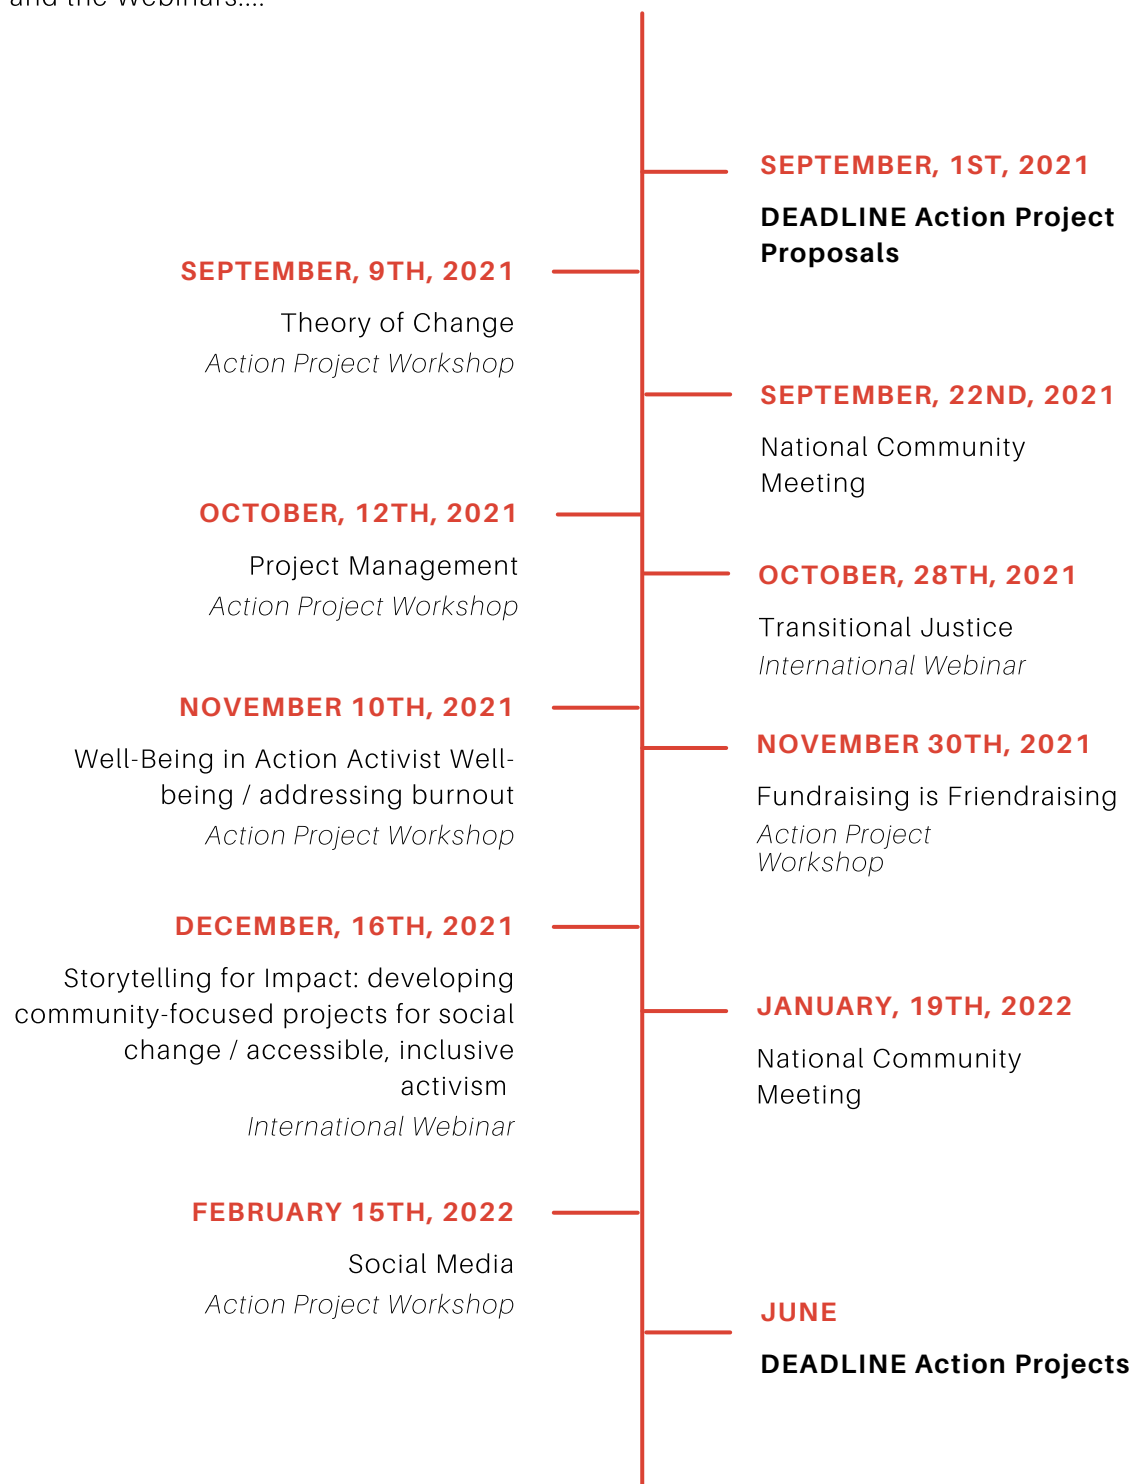 and the Webinars....
SEPTEMBER, 1ST, 2021
DEADLINE Action Project
Proposals
SEPTEMBER, 9TH, 2021
Theory of Change
Action Project Workshop
SEPTEMBER, 22ND, 2021
National Community
Meeting
OCTOBER, 12TH, 2021
Project Management
Action Project Workshop
OCTOBER, 28TH, 2021
Transitional Justice
International Webinar
NOVEMBER 10TH, 2021
Well-Being in Action Activist Well-
being / addressing burnout
Action Project Workshop
NOVEMBER 30TH, 2021
Fundraising is Friendraising
Action Project
Workshop
DECEMBER, 16TH, 2021
Storytelling for Impact: developing
community-focused projects for social
change / accessible, inclusive
activism
International Webinar
JANUARY, 19TH, 2022
National Community
Meeting
FEBRUARY 15TH, 2022
Social Media
Action Project Workshop
JUNE
DEADLINE Action Projects